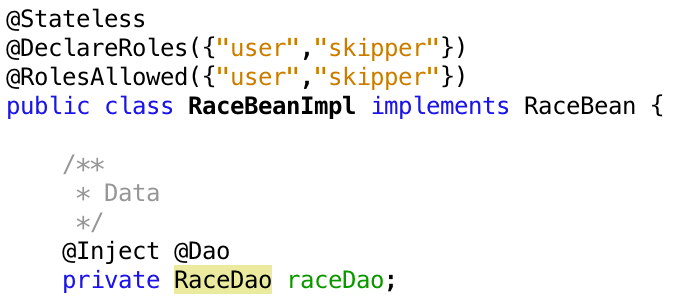 @Stateless
@DeclareRoles({"user","skipper"})
@RolesAllowed({"user","skipper"})
public class RaceBeanImpl implements RaceBean {
/**
* Data
*/
@Inject @Dao
private RaceDao raceDao;